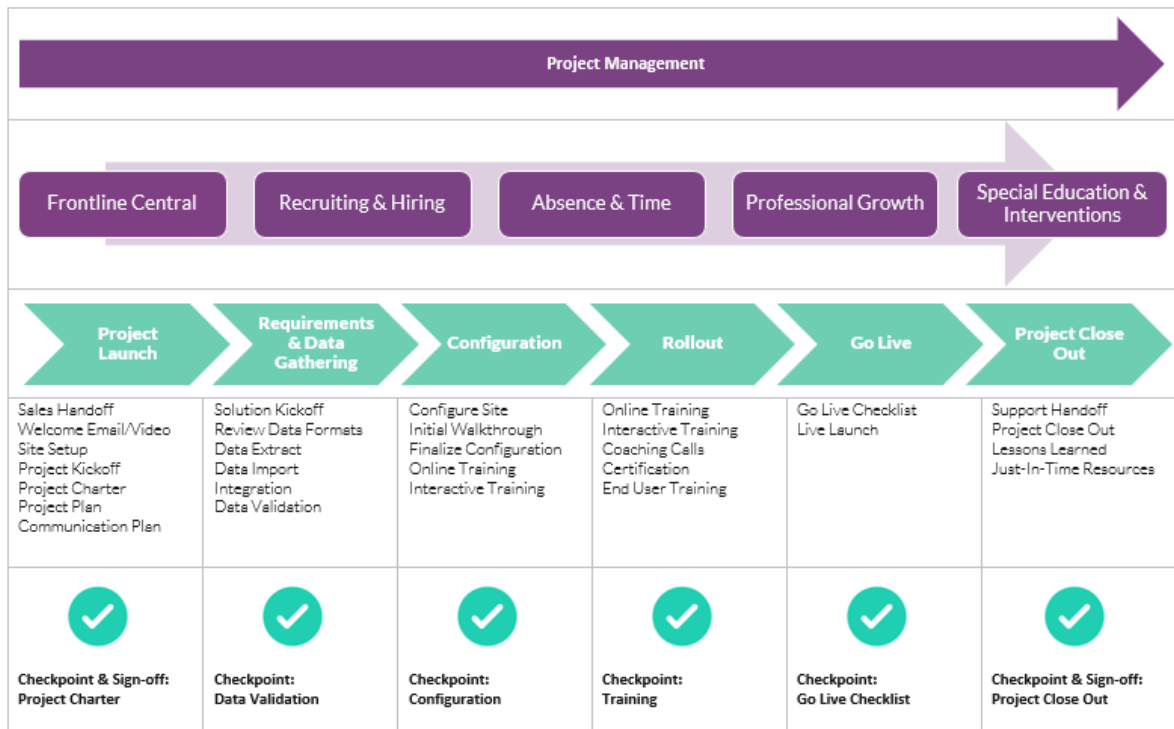 Project Management
Frontline Central
Recruiting & Hiring
Absence & Time
Professional Growth
Special Education &
Interventions
Project
Launch
Requirements
& Data
Gathering
Configuration
Rollout
Go Live
Project Close
Out
Sales Handoff
Welcome Email/Video
Site Setup
Project Kickoff
Project Charter
Project Plan
Communication Plan
Solution Kickoff
Review Data Formats
Data Extract
Data Import
Integration
Data Validation
Configure Site
Initial Walkthrough
Finalize Configuration
Online Training
Interactive Training
Online Training
Interactive Training
Coaching Calls
Certification
End User Training
Go Live Checklist
Live Launch
Support Handoff
Project Close Out
Lessons Learned
Just-In-Time Resources
Checkpoint & Sign-off:
Project Charter
Checkpoint:
Data Validation
Checkpoint:
Configuration
Checkpoint:
Training
Checkpoint:
Go Live Checklist
Checkpoint & Sign-off:
Project Close Out